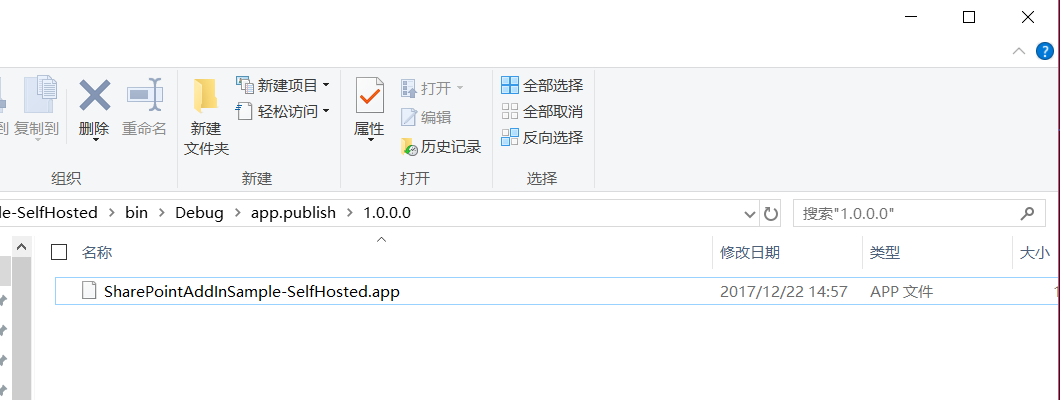 到 复制到 删除 重命名
新建
文件夹
新建项目
轻松访问
属性
打开
编辑
历史记录
全部选择
全部取消
反向选择
组织 新建 打开 选择
le-SelfHosted > bin > Debug > app.publish > 1.0.0.0
搜索"1.0.0.0"
名称 修改日期 类型 大小
SharePointAddInSample-SelfHosted.app 2017/12/22 14:57 APP 文件